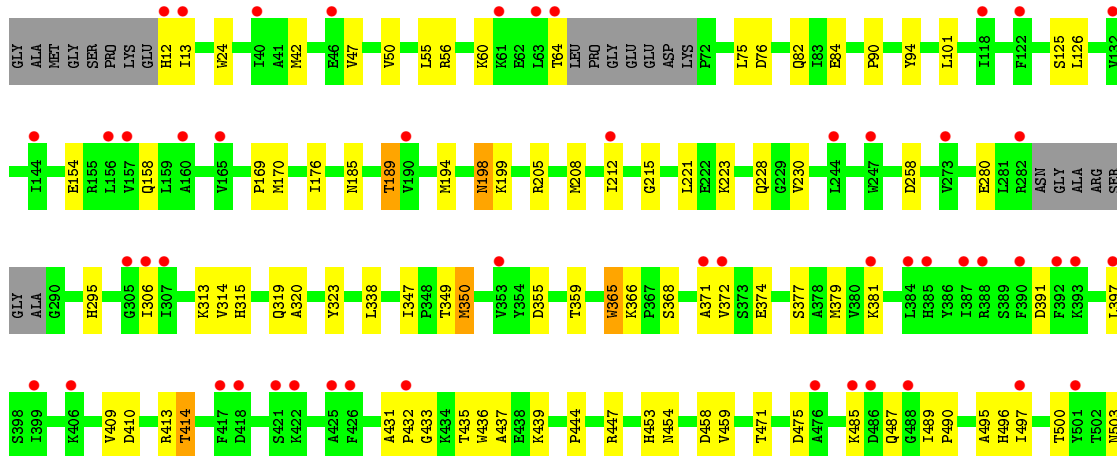 GLY ALA MET GLY SER PRO LYS GLU H12 I13 W24 I40 A41 M42 E46 V47 V50 L55 R56 K60 K61 E62 L63 T64 LEU PRO GLY GLU GLU ASP LYS P72 L75 D76 Q82 I83 E84 P90 Y94 L101 I118 F122 S125 L126 V132
I144 E154 R155 L156 V157 Q158 L159 A160 V165 P169 M170 I176 N185 T189 V190 M194 N198 K199 R205 M208 I212 G215 L221 E222 K223 Q228 G229 V230 L244 W247 D258 V273 E280 L281 R282 ASN GLY ALA ARG SER
GLY ALA G290 H295 G305 I306 I307 K313 V314 H315 Q319 A320 Y323 L338 I347 P348 T349 M350 V353 Y354 D355 T359 W365 K366 P367 S368 A371 V372 S373 E374 S377 A378 M379 V380 K381 L384 H385 Y386 I387 R388 S389 F390 D391 F392 K393 L397
S398 I399 K406 V409 D410 R413 T414 F417 D418 S421 K422 A425 F426 A431 P432 G433 K434 T435 W436 A437 E438 K439 P444 R447 H453 N454 D458 V459 T471 D475 A476 K485 D486 Q487 G488 I489 P490 A495 H496 I497 T500 Y501 T502 N503